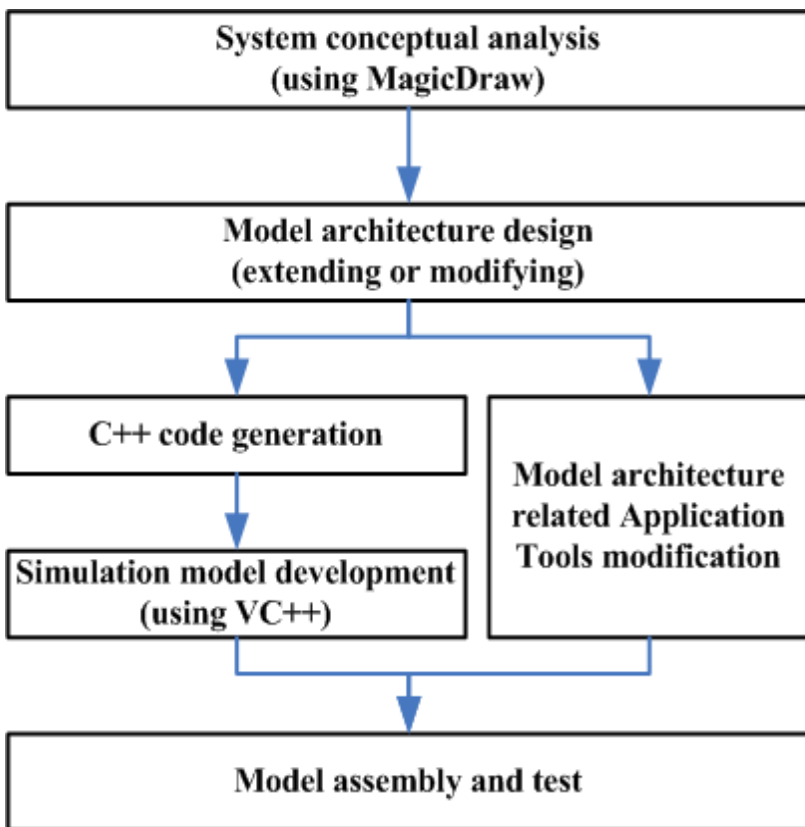 System conceptual analysis
(using MagicDraw)
Model architecture design
(extending or modifying)
C++ code generation
Model architecture
related Application
Tools modification
Simulation model development
(using VC++)
Model assembly and test